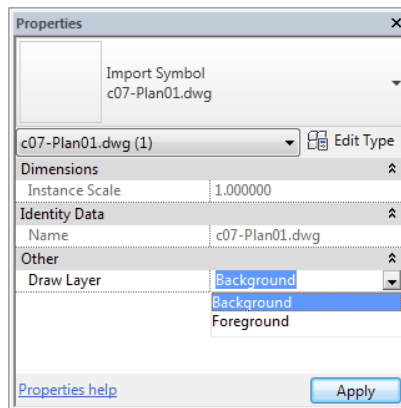 Properties
Import Symbol
c07-Plan01.dwg
c07-Plan01.dwg (1) Edit Type
Dimensions
Instance Scale 1.000000
Identity Data
Name c07-Plan01.dwg
Other
Draw Layer Background
Background
Foreground
Properties help Apply